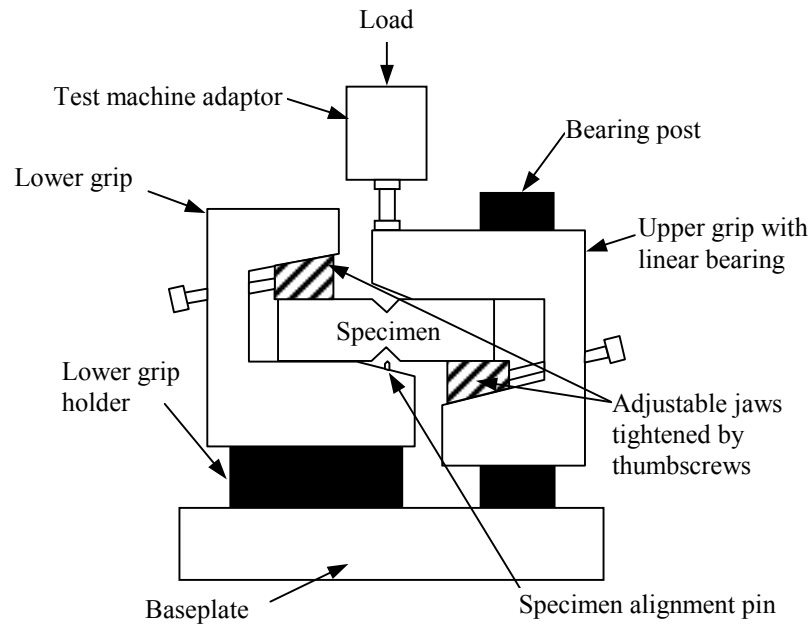 Load
Test machine adaptor
Bearing post
Lower grip
Upper grip with
linear bearing
Specimen
Lower grip
holder
Adjustable jaws
tightened by
thumbscrews
Baseplate
Specimen alignment pin